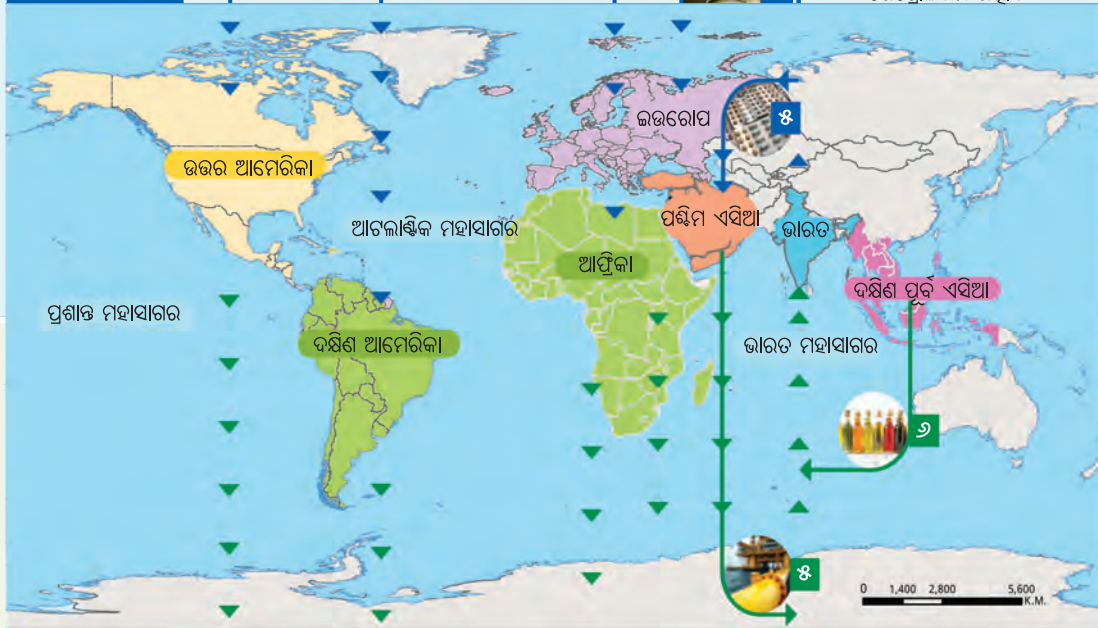 ଇଉରୋପ
୫
ଉତ୍ତର ଆମେରିକା
ଆଟଲାଣ୍ଟିକ ମହାସାଗର
ପଶ୍ଚିମ ଏସିଆ
ଭାରତ
ଆଫ୍ରିକା
ଦକ୍ଷିଣ ପୂର୍ବ ଏସିଆ
ପ୍ରଶାନ୍ତ ମହାସାଗର
ଦକ୍ଷିଣ ଆମେରିକା
ଭାରତ ମହାସାଗର
୬
୫
0 1,400 2,800 5,600
K.M.